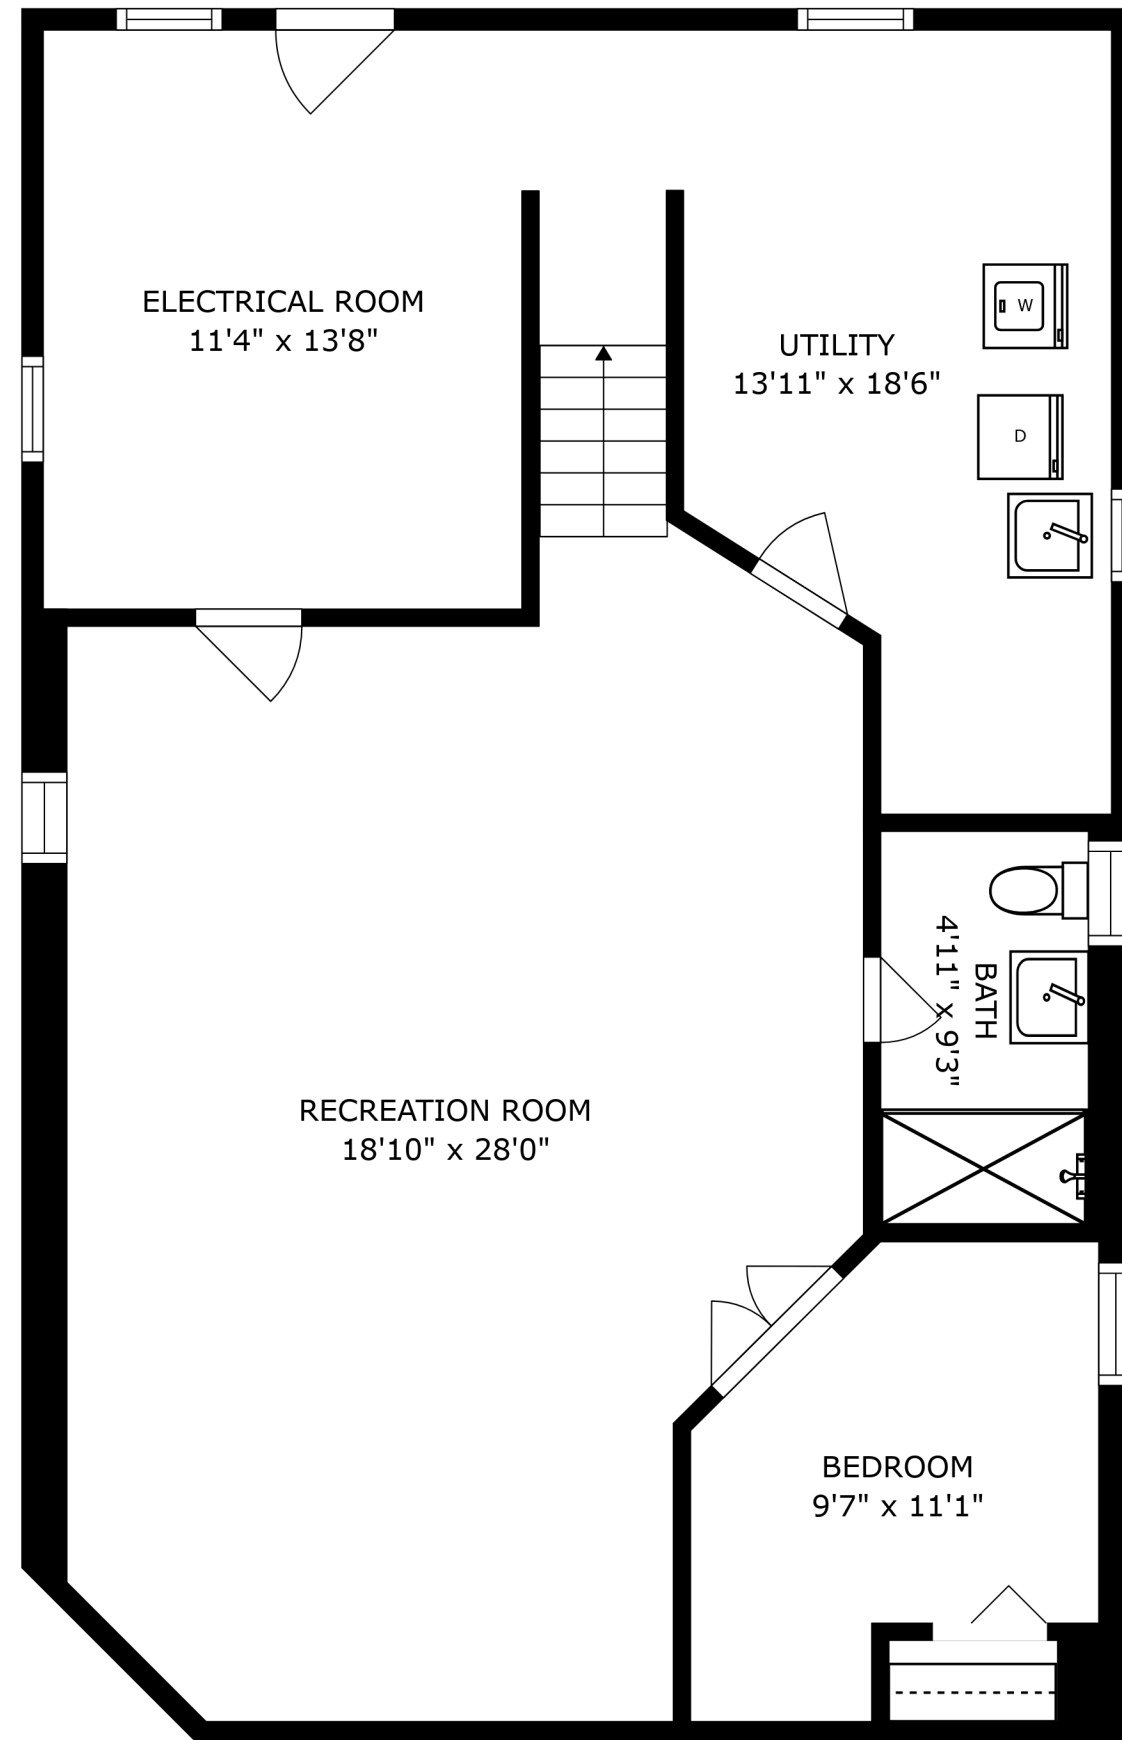 ELECTRICAL ROOM
11'4" x 13'8"
UTILITY
13'11" x 18'6"
W
D
BATH
4'11" x 9'3"
RECREATION ROOM
18'10" x 28'0"
BEDROOM
9'7" x 11'1"